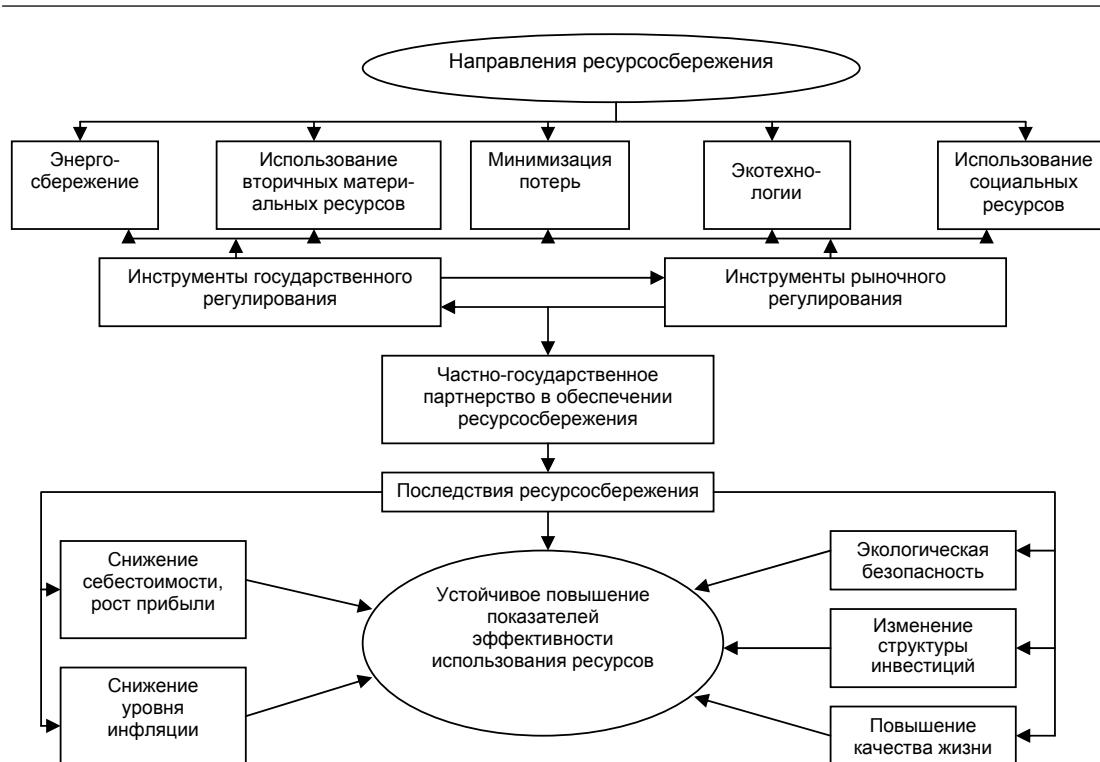 Направления ресурсосбережения
Энерго-
сбережение
Использование
вторичных матери-
альных ресурсов
Минимизация
потерь
Экотехно-
логии
Использование
социальных
ресурсов
Инструменты государственного
регулирования
Инструменты рыночного
регулирования
Частно-государственное
партнерство в обеспечении
ресурсосбережения
Последствия ресурсосбережения
Снижение
себестоимости,
рост прибыли
Снижение
уровня
инфляции
Устойчивое повышение
показателей
эффективности
использования ресурсов
Экологическая
безопасность
Изменение
структуры
инвестиций
Повышение
качества жизни